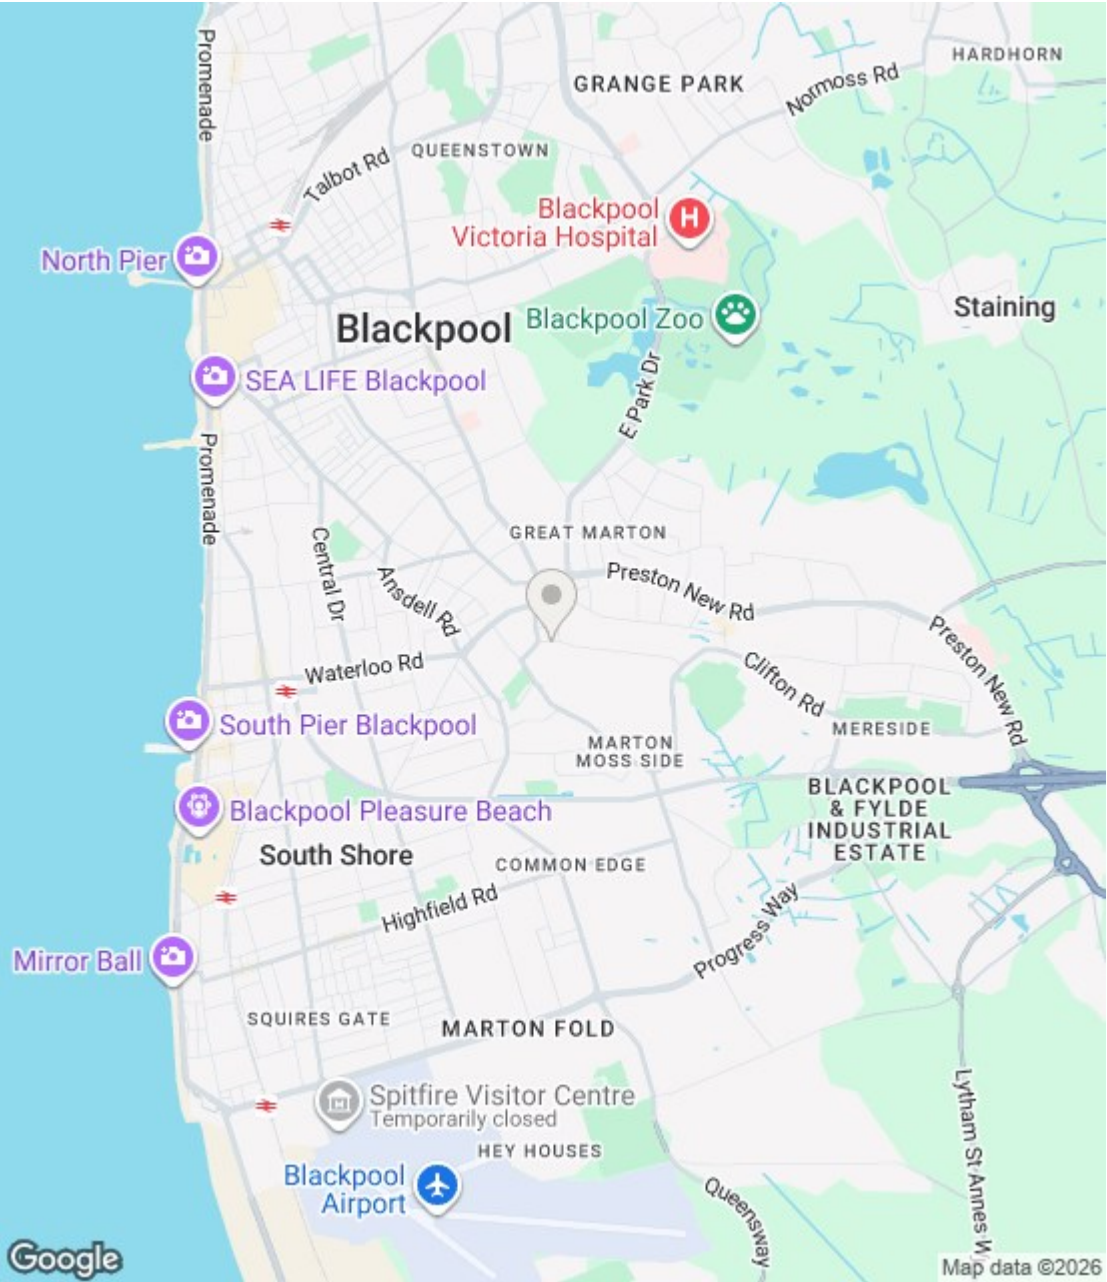 Promenade
HARDHORN
GRANGE PARK
Normoss Rd
QUEENSTOWN
Talbot Rd
Blackpool
Victoria Hospital
H
North Pier
Staining
Blackpool
Blackpool Zoo
SEA LIFE Blackpool
E Park Dr
Promenade
GREAT MARTON
Central Dr
Ansdell Rd
Preston New Rd
Preston New Rd
Waterloo Rd
Clifton Rd
South Pier Blackpool
MERESIDE
MARTON
MOSS SIDE
BLACKPOOL
& FYLDE
INDUSTRIAL
ESTATE
Blackpool Pleasure Beach
South Shore
COMMON EDGE
Highfield Rd
Progress Way
Mirror Ball
SQUIRES GATE
MARTON FOLD
Lytham St Annes W
Spitfire Visitor Centre
Temporarily closed
HEY HOUSES
Blackpool
Airport
Queensway
Google
Map data ©2026